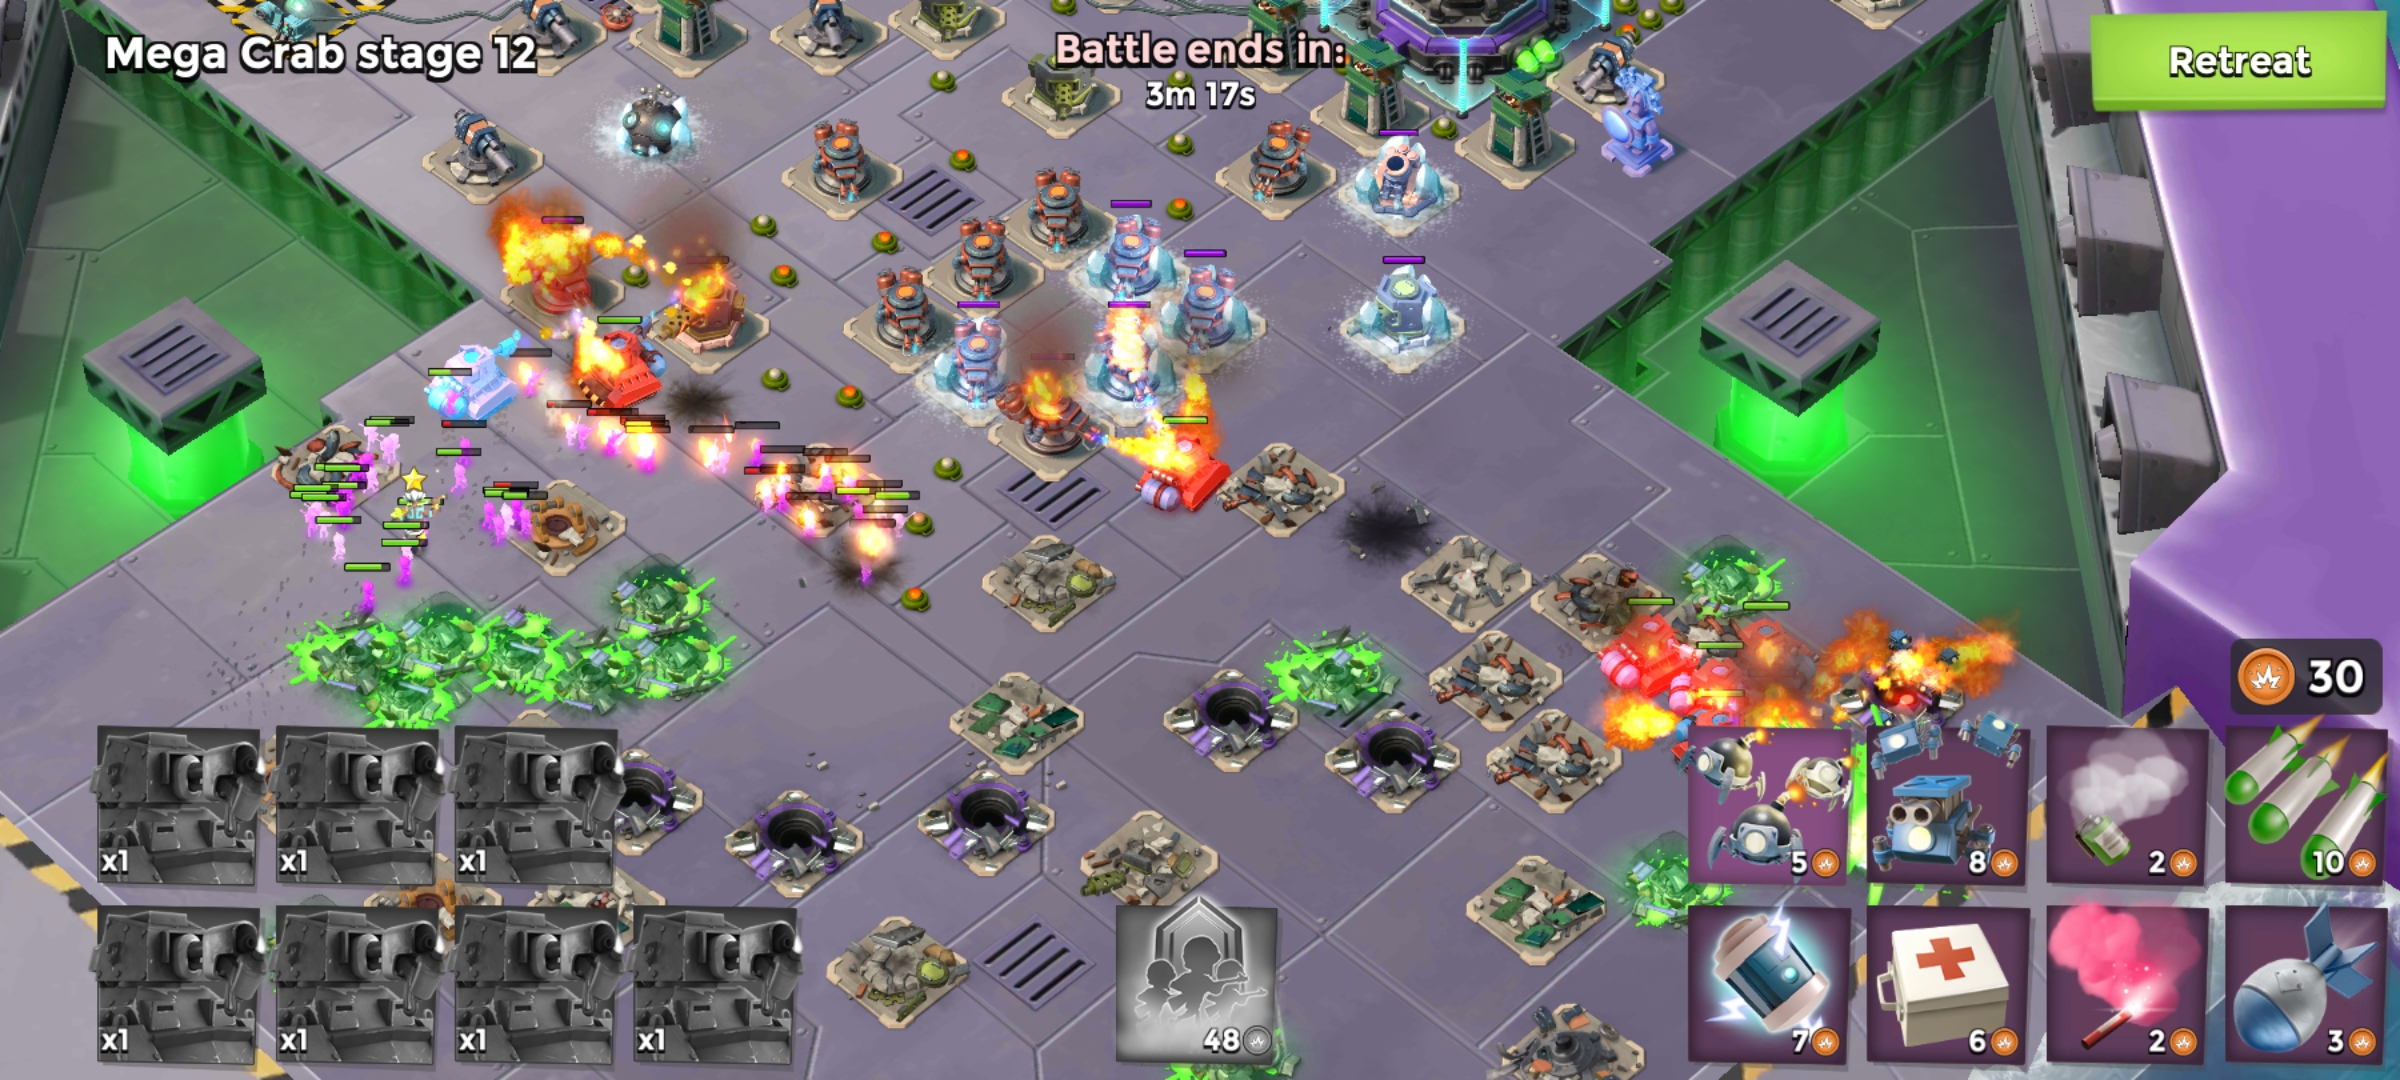 Mega Crab stage 12
Battle ends in:
3m 17s
Retreat
30
x1
x1
x1
5
8
2
10
x1
x1
x1
x1
48
7
6
2
3